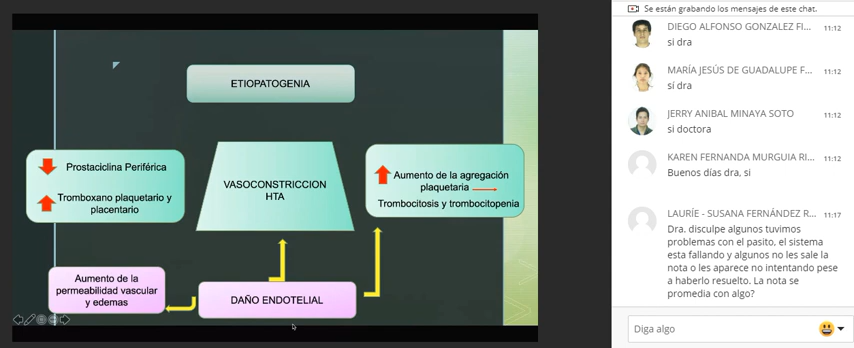 ETIOPATOGENIA
Prostaciclina Periférica
Tromboxano plaquetario y
placentario
VASOCONSTRICCION
HTA
Aumento de la agregación
plaquetaria
Trombocitosis y trombocitopenia
Aumento de la
permeabilidad vascular
y edemas
DAÑO ENDOTELIAL
Se están grabando los mensajes de este chat.
DIEGO ALFONSO GONZALEZ FI... 11:12
si dra
MARÍA JESÚS DE GUADALUPE F... 11:12
sí dra
JERRY ANIBAL MINAYA SOTO 11:12
si doctora
KAREN FERNANDA MURGUIA RI... 11:12
Buenos días dra, si
LAURÍE - SUSANA FERNÁNDEZ R... 11:17
Dra. disculpe algunos tuvimos
problemas con el pasito, el sistema
esta fallando y algunos no les sale la
nota o les aparece no intentando pese
a haberlo resuelto. La nota se
promedia con algo?
Diga algo